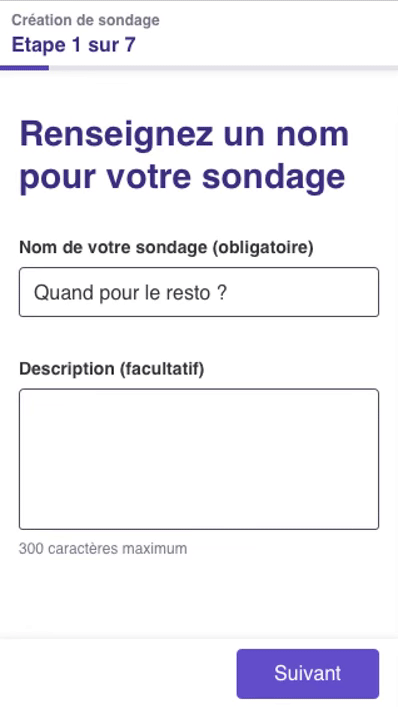 Création de sondage
Etape 1 sur 7
Renseignez un nom
pour votre sondage
Nom de votre sondage (obligatoire)
Quand pour le resto ?
Description (facultatif)
300 caractères maximum
Suivant